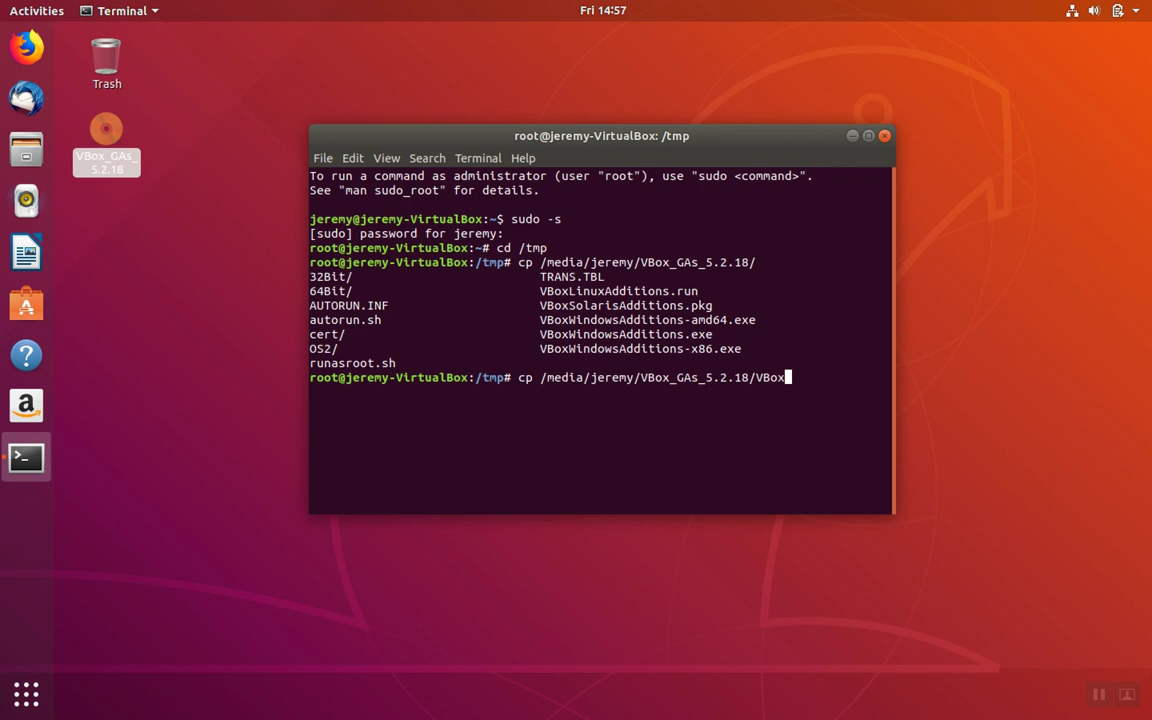 Activities
Terminal
Fri 14:57
Trash
VBox_GAs_
5.2.18
root@jeremy-VirtualBox: /tmp
File Edit View Search Terminal Help
To run a command as administrator (user "root"), use "sudo <command>".
See "man sudo_root" for details.
jeremy@jeremy-VirtualBox:~$ sudo -s
[sudo] password for jeremy:
root@jeremy-VirtualBox:~# cd /tmp
root@jeremy-VirtualBox:/tmp# cp /media/jeremy/VBox_GAs_5.2.18/
32Bit/ TRANS.TBL
64Bit/ VBoxLinuxAdditions.run
AUTORUN.INF VBoxSolarisAdditions.pkg
autorun.sh VBoxWindowsAdditions-amd64.exe
cert/ VBoxWindowsAdditions.exe
OS2/ VBoxWindowsAdditions-x86.exe
runasroot.sh
root@jeremy-VirtualBox:/tmp# cp /media/jeremy/VBox_GAs_5.2.18/VBox